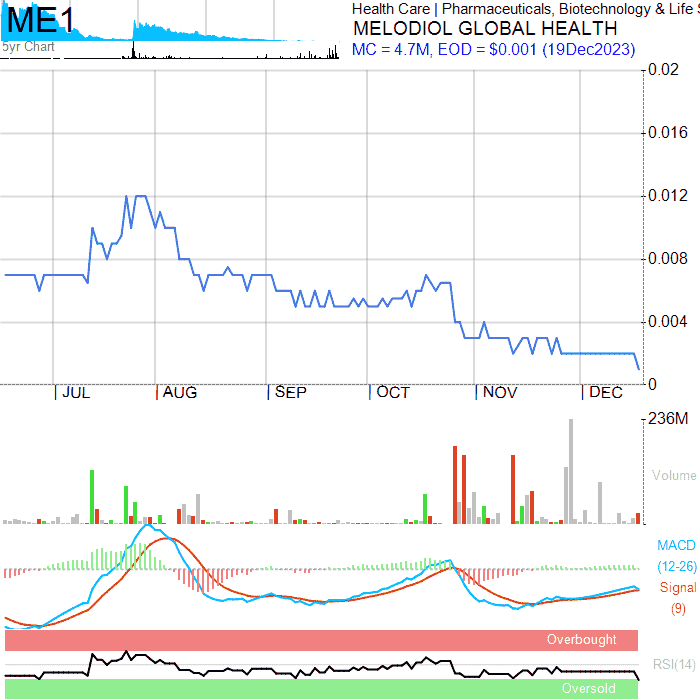 ME1
5yr Chart
Health Care | Pharmaceuticals, Biotechnology & Life S
MELODIOL GLOBAL HEALTH
MC = 4.7M, EOD = $0.001 (19Dec2023)
0.02
0.016
0.012
0.008
0.004
0
JUL
AUG
SEP
OCT
NOV
DEC
236M
Volume
MACD
(12-26)
Signal
(9)
Overbought
RSI(14)
Oversold